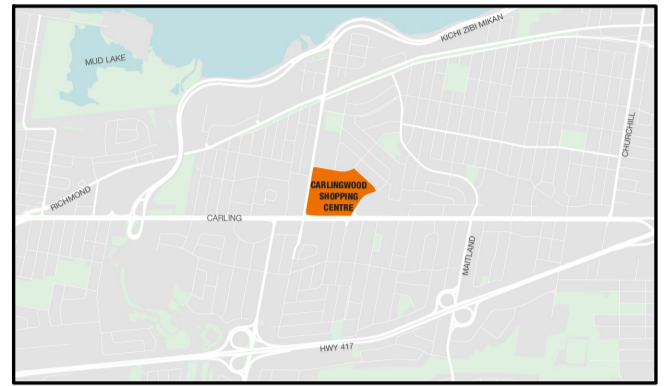 KICHI ZIBI MIKAN
MUD LAKE
CHURCHILL
RICHMOND
CARLINGWOOD
SHOPPING
CENTRE
CARLING
MAITLAND
HWY 417